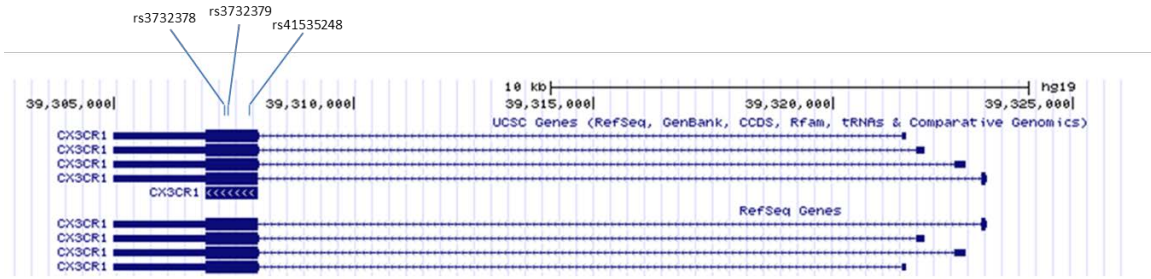 rs3732378 rs3732379
rs41535248
10 kb hg19
39,305,000 39,310,000 39,315,000 39,320,000 39,325,000
UCSC Genes (RefSeq, GenBank, CCDS, Rfam, tRNAs & Comparative Genomics)
CX3CR1
CX3CR1
CX3CR1
CX3CR1
CX3CR1
RefSeq Genes
CX3CR1
CX3CR1
CX3CR1
CX3CR1